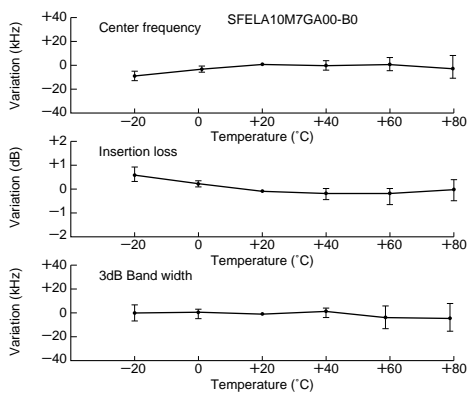 SFELA10M7GA00-B0
Center frequency
Variation (kHz)
+40
+20
0
−20
−40
−20 0 +20 +40 +60 +80
Temperature (˚C)
Insertion loss
Variation (dB)
+2
+1
0
−1
−2
−20 0 +20 +40 +60 +80
Temperature (˚C)
3dB Band width
Variation (kHz)
+40
+20
0
−20
−40
−20 0 +20 +40 +60 +80
Temperature (˚C)